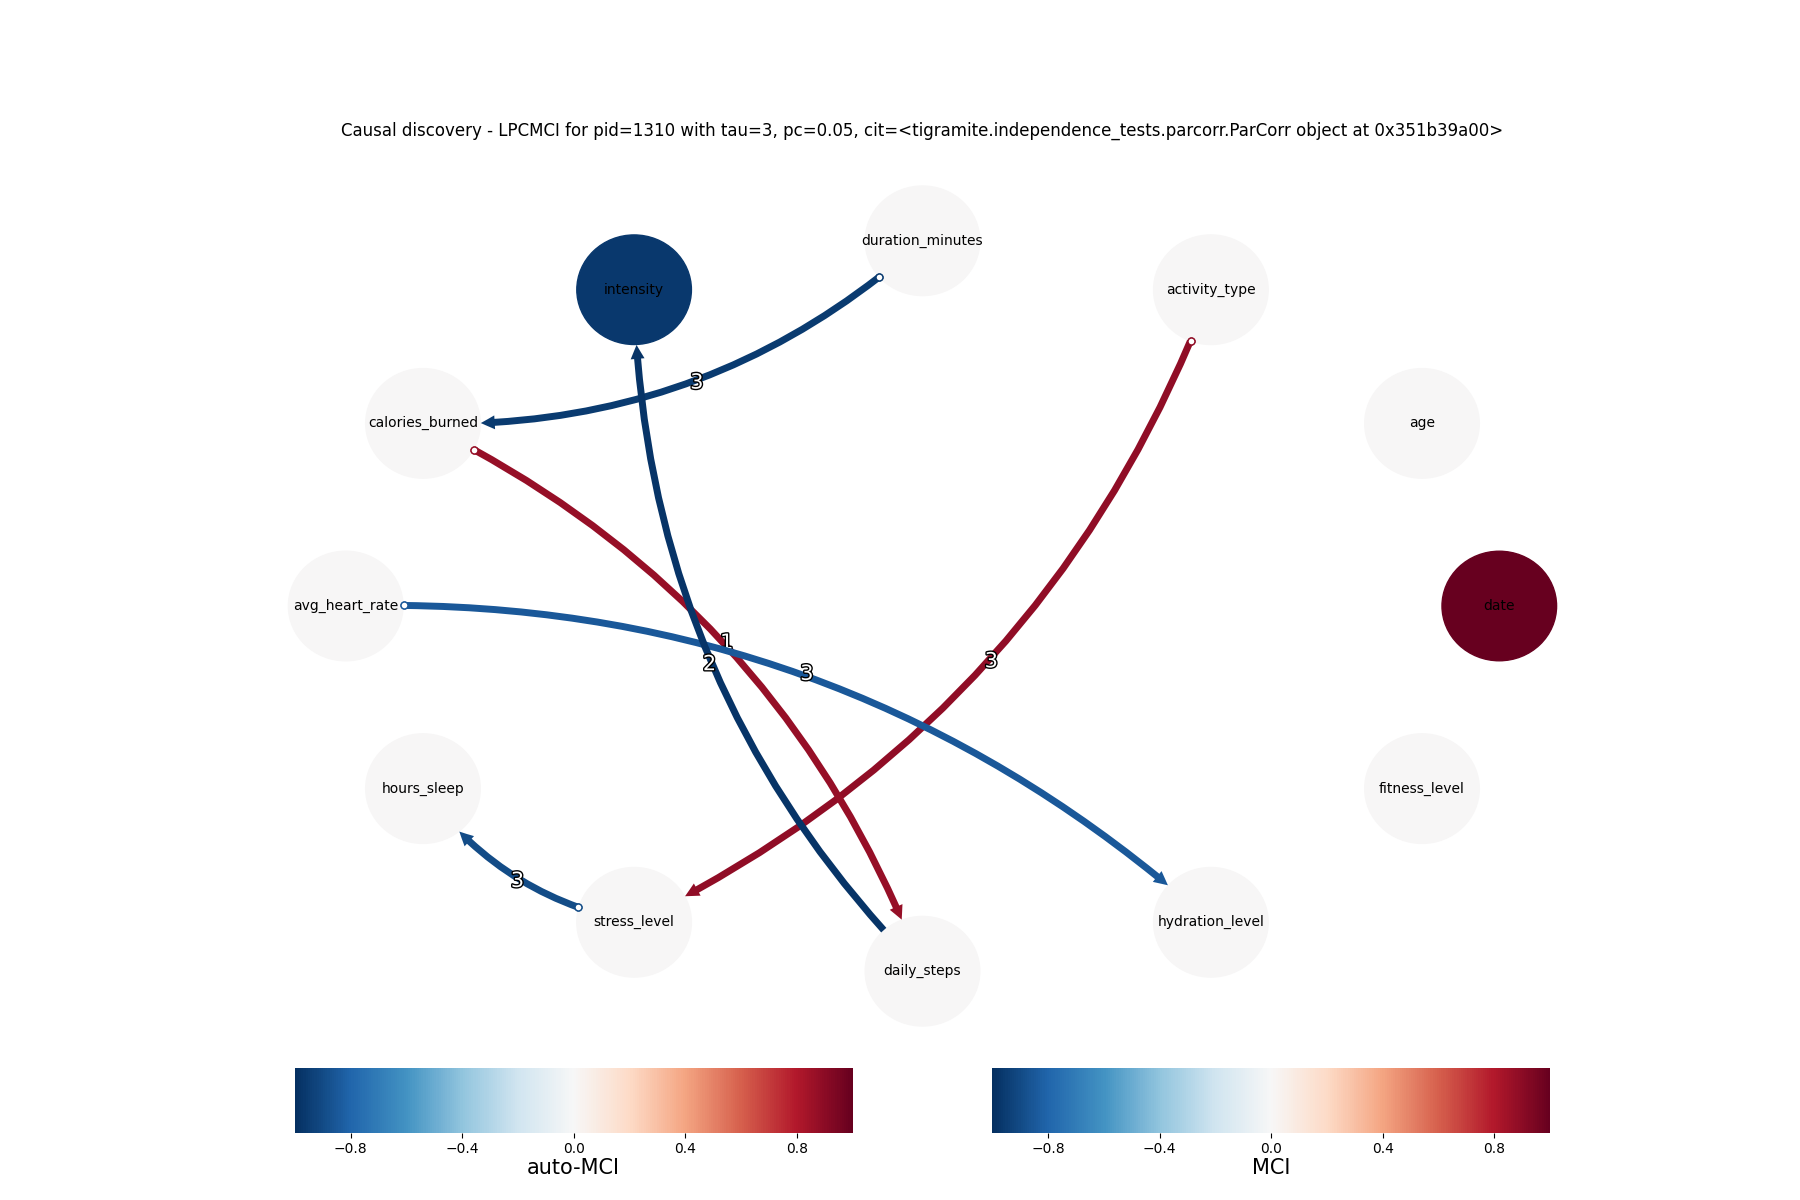 Causal discovery - LPCMCI for pid=1310 with tau=3, pc=0.05, cit=<tigramite.independence_tests.parcorr.ParCorr object at 0x351b39a00>
duration_minutes
intensity
activity_type
3
calories_burned
age
avg_heart_rate
date
1
2
3
3
hours_sleep
fitness_level
3
stress_level
hydration_level
daily_steps
−0.8 −0.4 0.0 0.4 0.8
auto-MCI
−0.8 −0.4 0.0 0.4 0.8
MCI